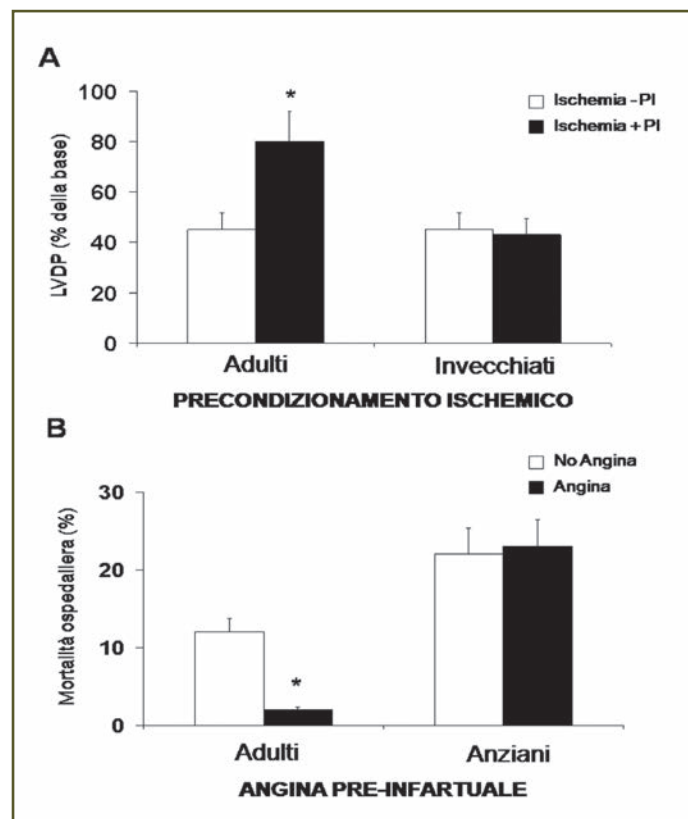 A
LVDP (% della base)
100
80
60
40
20
0
*
Ischemia - PI
Ischemia + PI
Adulti
Invecchiati
PRECONDIZIONAMENTO ISCHEMICO
B
Mortalità ospedallera (%)
30
20
10
0
*
No Angina
Angina
Adulti
Anziani
ANGINA PRE-INFARTUALE